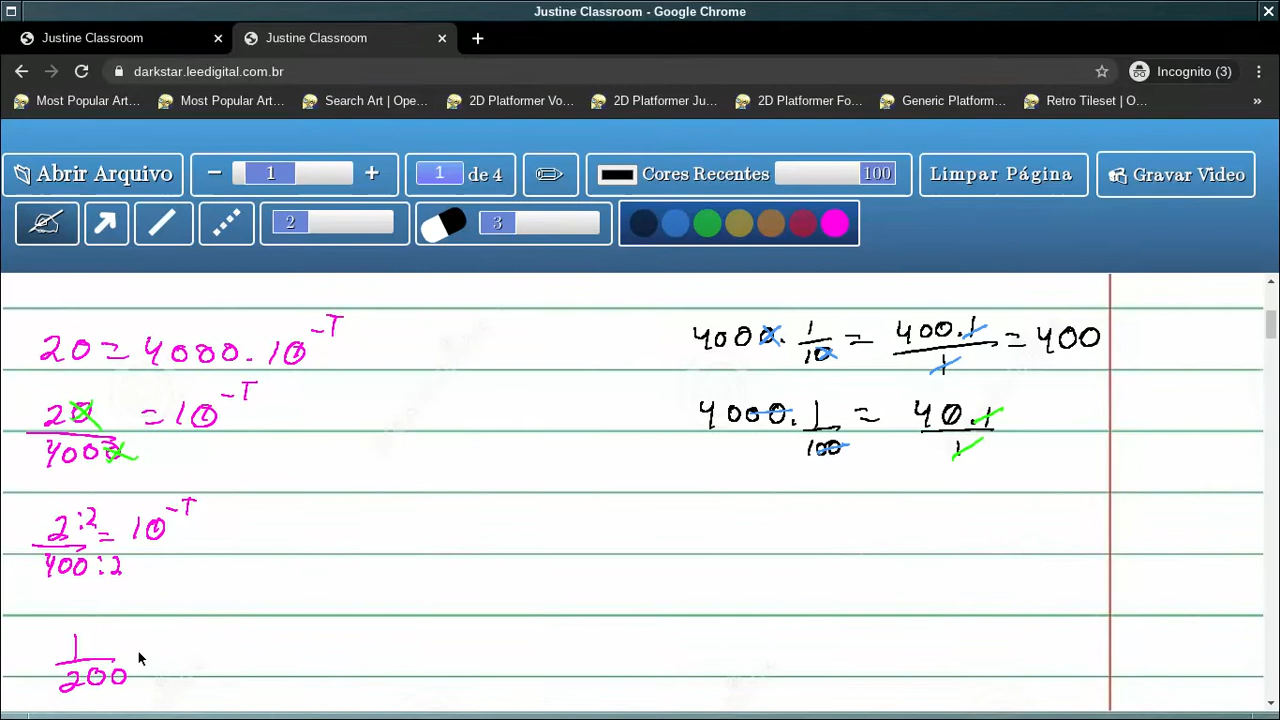 Justine Classroom - Google Chrome
Justine Classroom
Justine Classroom
darkstar.leedigital.com.br
Incognito (3)
Most Popular Art...
Most Popular Art...
Search Art | Ope...
2D Platformer Vo...
2D Platformer Ju...
2D Platformer Fo...
Generic Platform...
Retro Tileset | O...
Abrir Arquivo
− 1 +
1 de 4
Cores Recentes 100
Limpar Página
Gravar Video
2
3
20 = 4000 . 10^-T
20/4000 = 10^-T
2:2/400:2 = 10^-T
1/200
4000 . 1/10 = 400.1/1 = 400
4000 . 1/100 = 40.1/1